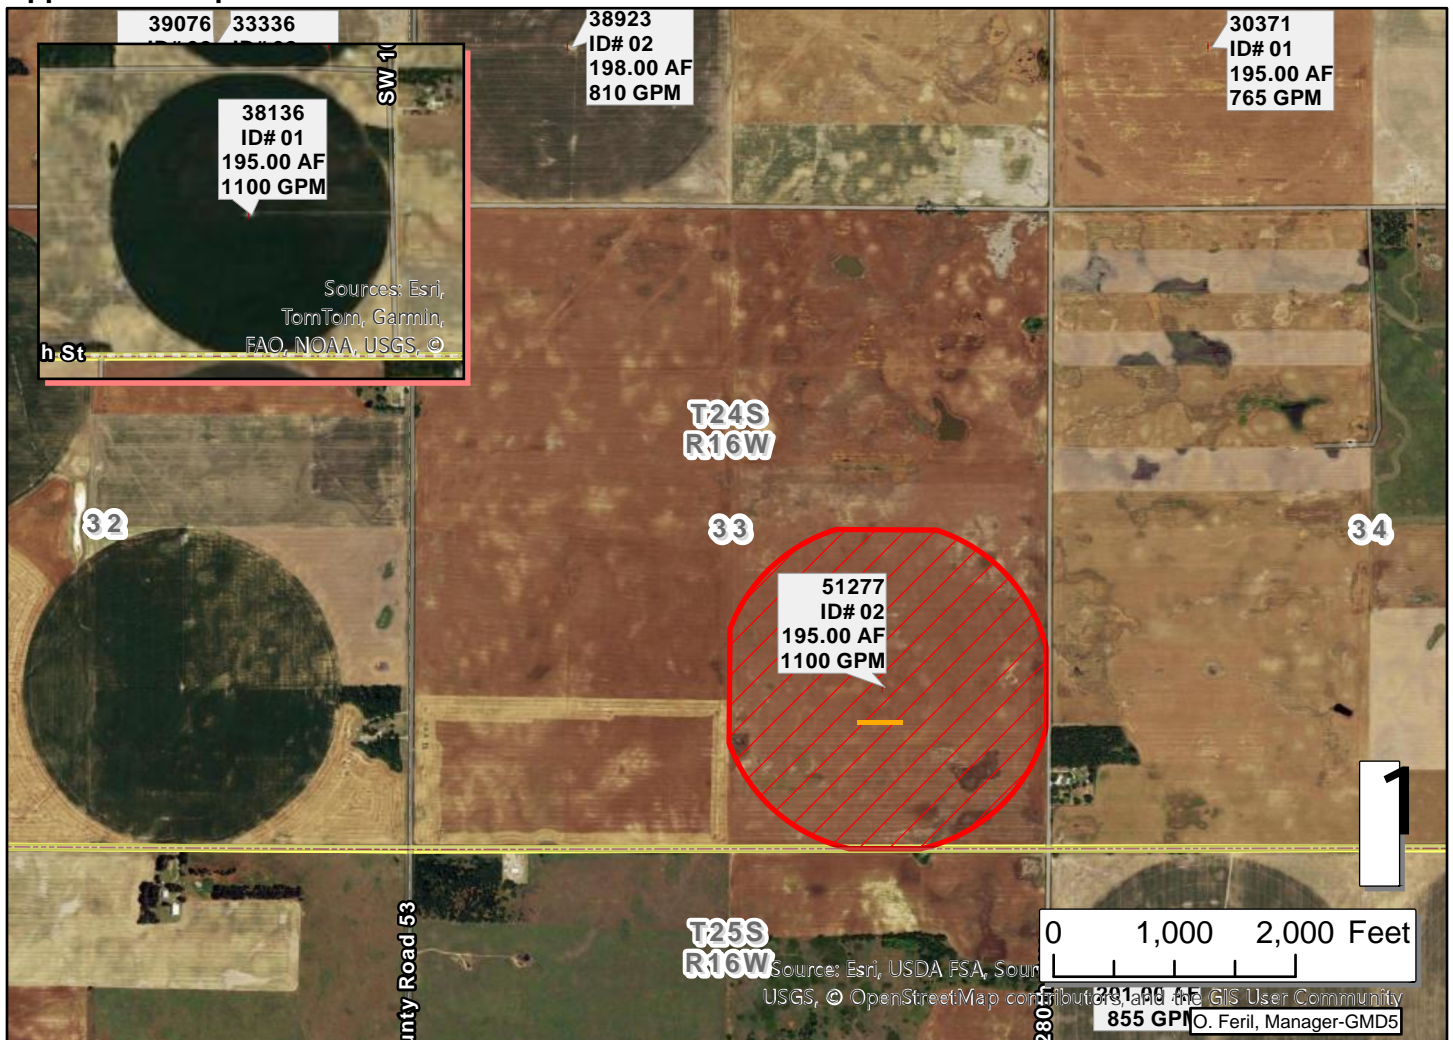 39076 33336
38923
ID# 02
198.00 AF
810 GPM
30371
ID# 01
195.00 AF
765 GPM
SW 10
38136
ID# 01
195.00 AF
1100 GPM
Sources: Esri,
TomTom, Garmin,
FAO, NOAA, USGS, ©
h St
T24S
R16W
32
33
34
51277
ID# 02
195.00 AF
1100 GPM
1
unty Road 53
T25S
R16W
0 1,000 2,000 Feet
Source: Esri, USDA FSA, Sour
USGS, © OpenStreetMap contributors, and the GIS User Community
280
855 GPM
O. Feril, Manager-GMD5